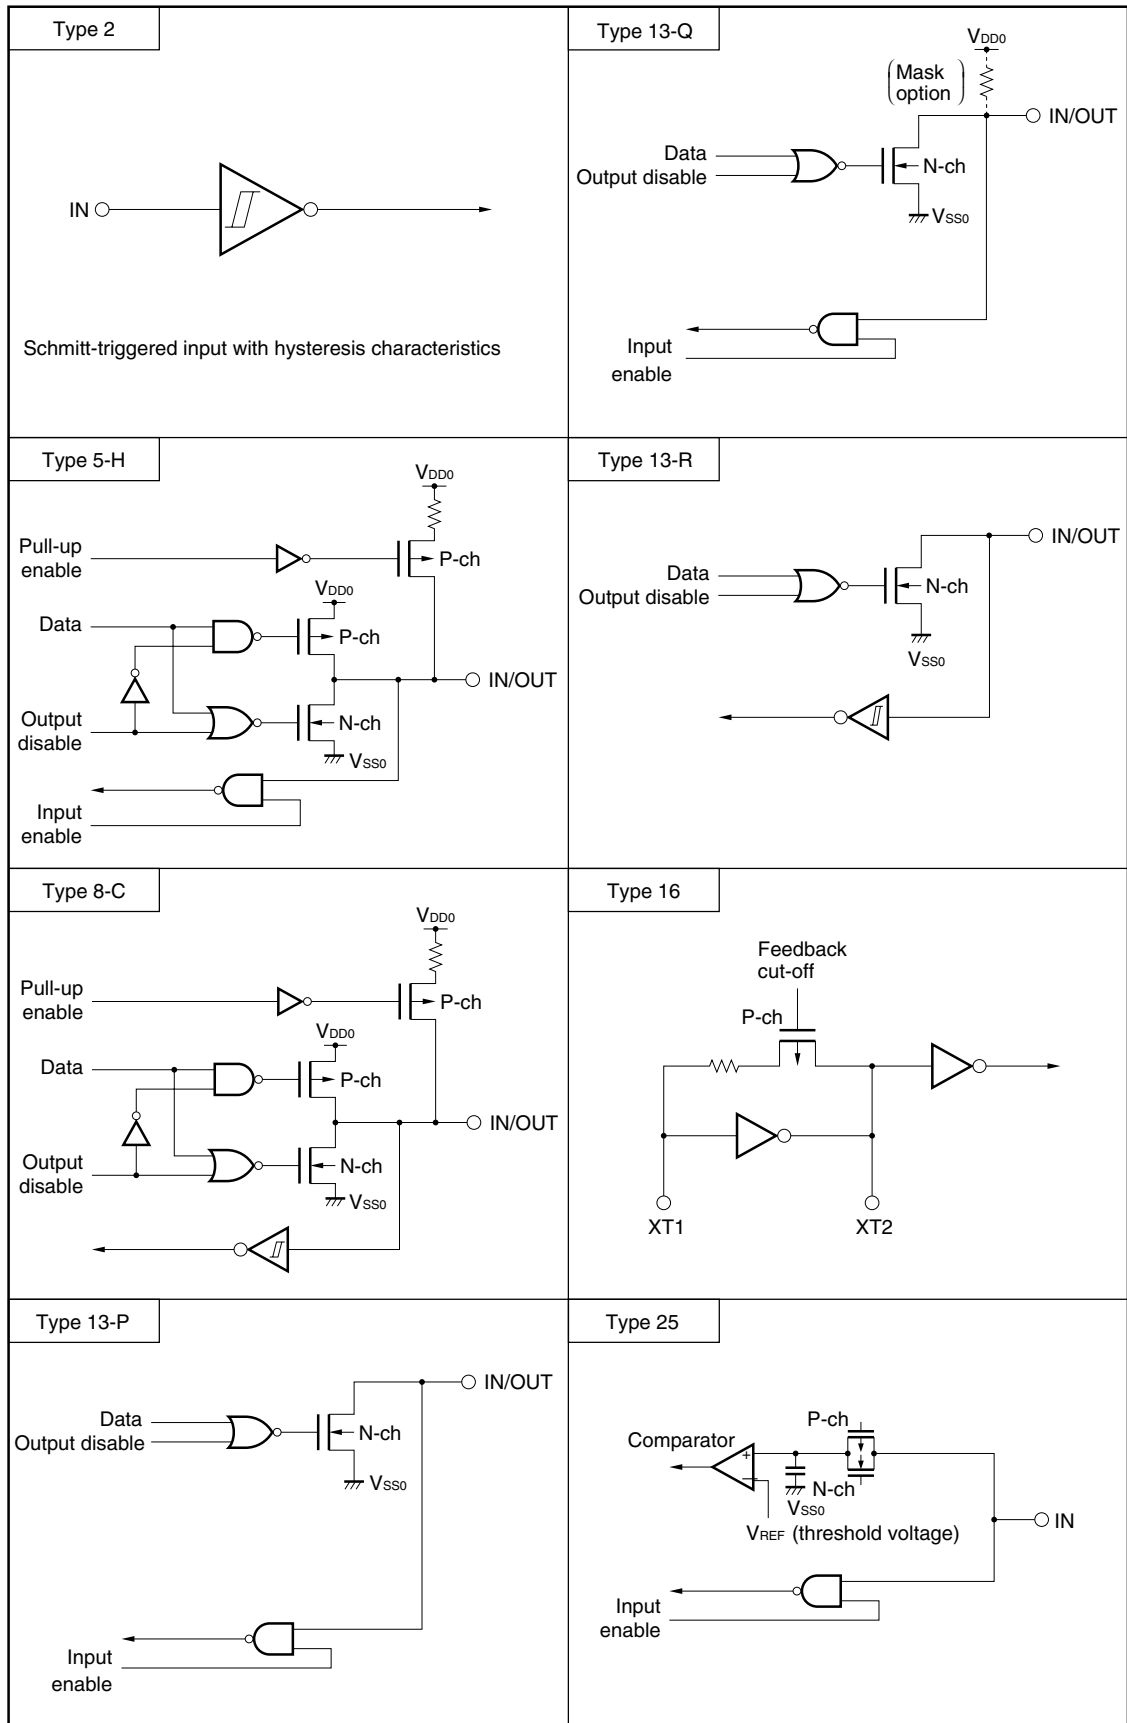 Type 2
IN
Schmitt-triggered input with hysteresis characteristics
Type 13-Q
VDD0
(Mask
option)
IN/OUT
Data
Output disable
N-ch
VSS0
Input
enable
Type 5-H
VDD0
Pull-up
enable
P-ch
VDD0
Data
P-ch
IN/OUT
Output
disable
N-ch
VSS0
Input
enable
Type 13-R
IN/OUT
Data
Output disable
N-ch
VSS0
Type 8-C
VDD0
Pull-up
enable
P-ch
VDD0
Data
P-ch
IN/OUT
Output
disable
N-ch
VSS0
Type 16
Feedback
cut-off
P-ch
XT1
XT2
Type 13-P
IN/OUT
Data
Output disable
N-ch
VSS0
Input
enable
Type 25
P-ch
Comparator
+
−
N-ch
VSS0
VREF (threshold voltage)
IN
Input
enable